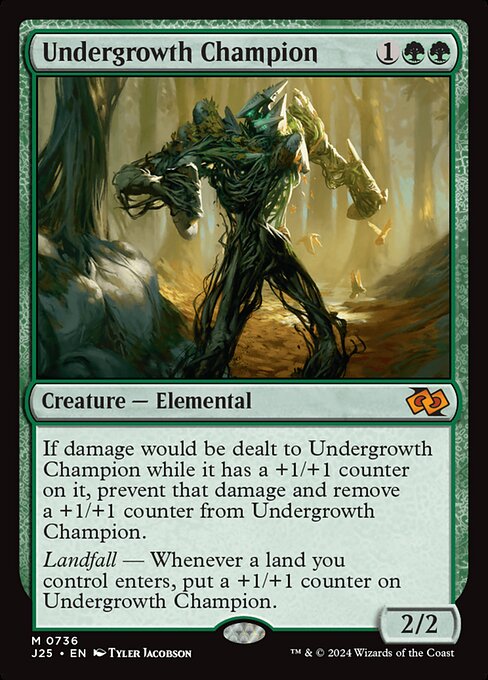 Undergrowth Champion 1
Creature — Elemental
If damage would be dealt to Undergrowth
Champion while it has a +1/+1 counter
on it, prevent that damage and remove
a +1/+1 counter from Undergrowth
Champion.
Landfall — Whenever a land you
control enters, put a +1/+1 counter on
Undergrowth Champion.
2/2
M 0736
J25 • EN Tyler Jacobson
™ & © 2024 Wizards of the Coast